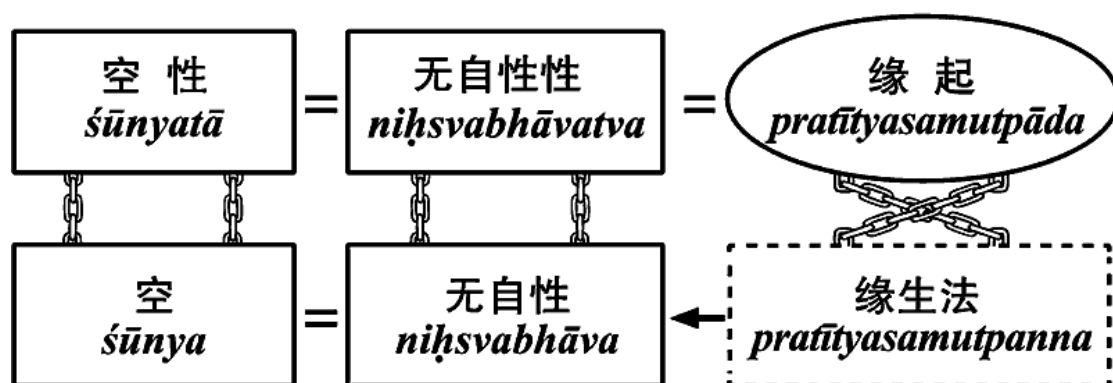 空 性
śūnyatā
=
无自性性
niḥsvabhāvatva
=
缘 起
pratītyasamutpāda
空
śūnya
=
无自性
niḥsvabhāva
缘生法
pratītyasamutpanna